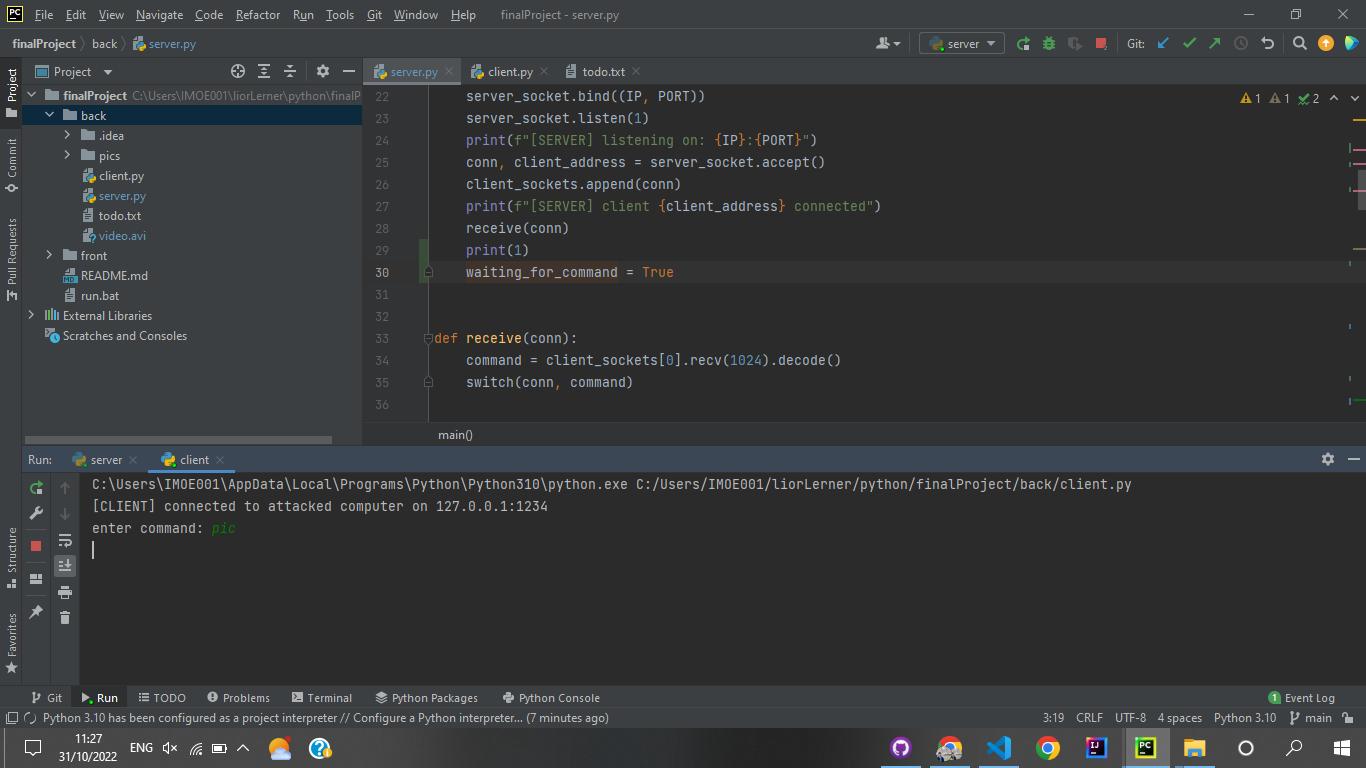 PC File Edit View Navigate Code Refactor Run Tools Git Window Help finalProject - server.py
finalProject back server.py server Git:
Project
server.py client.py todo.txt
Project
finalProject C:\Users\IMOE001\liorLerner\python\finalP
back
.idea
pics
client.py
server.py
todo.txt
video.avi
front
README.md
run.bat
External Libraries
Scratches and Consoles
Commit
Pull Requests
Structure
Favorites
1 1 2
22 server_socket.bind((IP, PORT))
23 server_socket.listen(1)
24 print(f"[SERVER] listening on: {IP}:{PORT}")
25 conn, client_address = server_socket.accept()
26 client_sockets.append(conn)
27 print(f"[SERVER] client {client_address} connected")
28 receive(conn)
29 print(1)
30 waiting_for_command = True
31
32
33 def receive(conn):
34 command = client_sockets[0].recv(1024).decode()
35 switch(conn, command)
36
main()
Run: server client
C:\Users\IMOE001\AppData\Local\Programs\Python\Python310\python.exe C:/Users/IMOE001/liorLerner/python/finalProject/back/client.py
[CLIENT] connected to attacked computer on 127.0.0.1:1234
enter command: pic
Git Run TODO Problems Terminal Python Packages Python Console 1 Event Log
Python 3.10 has been configured as a project interpreter // Configure a Python interpreter... (7 minutes ago) 3:19 CRLF UTF-8 4 spaces Python 3.10 main
11:27
31/10/2022
ENG
IJ
PC